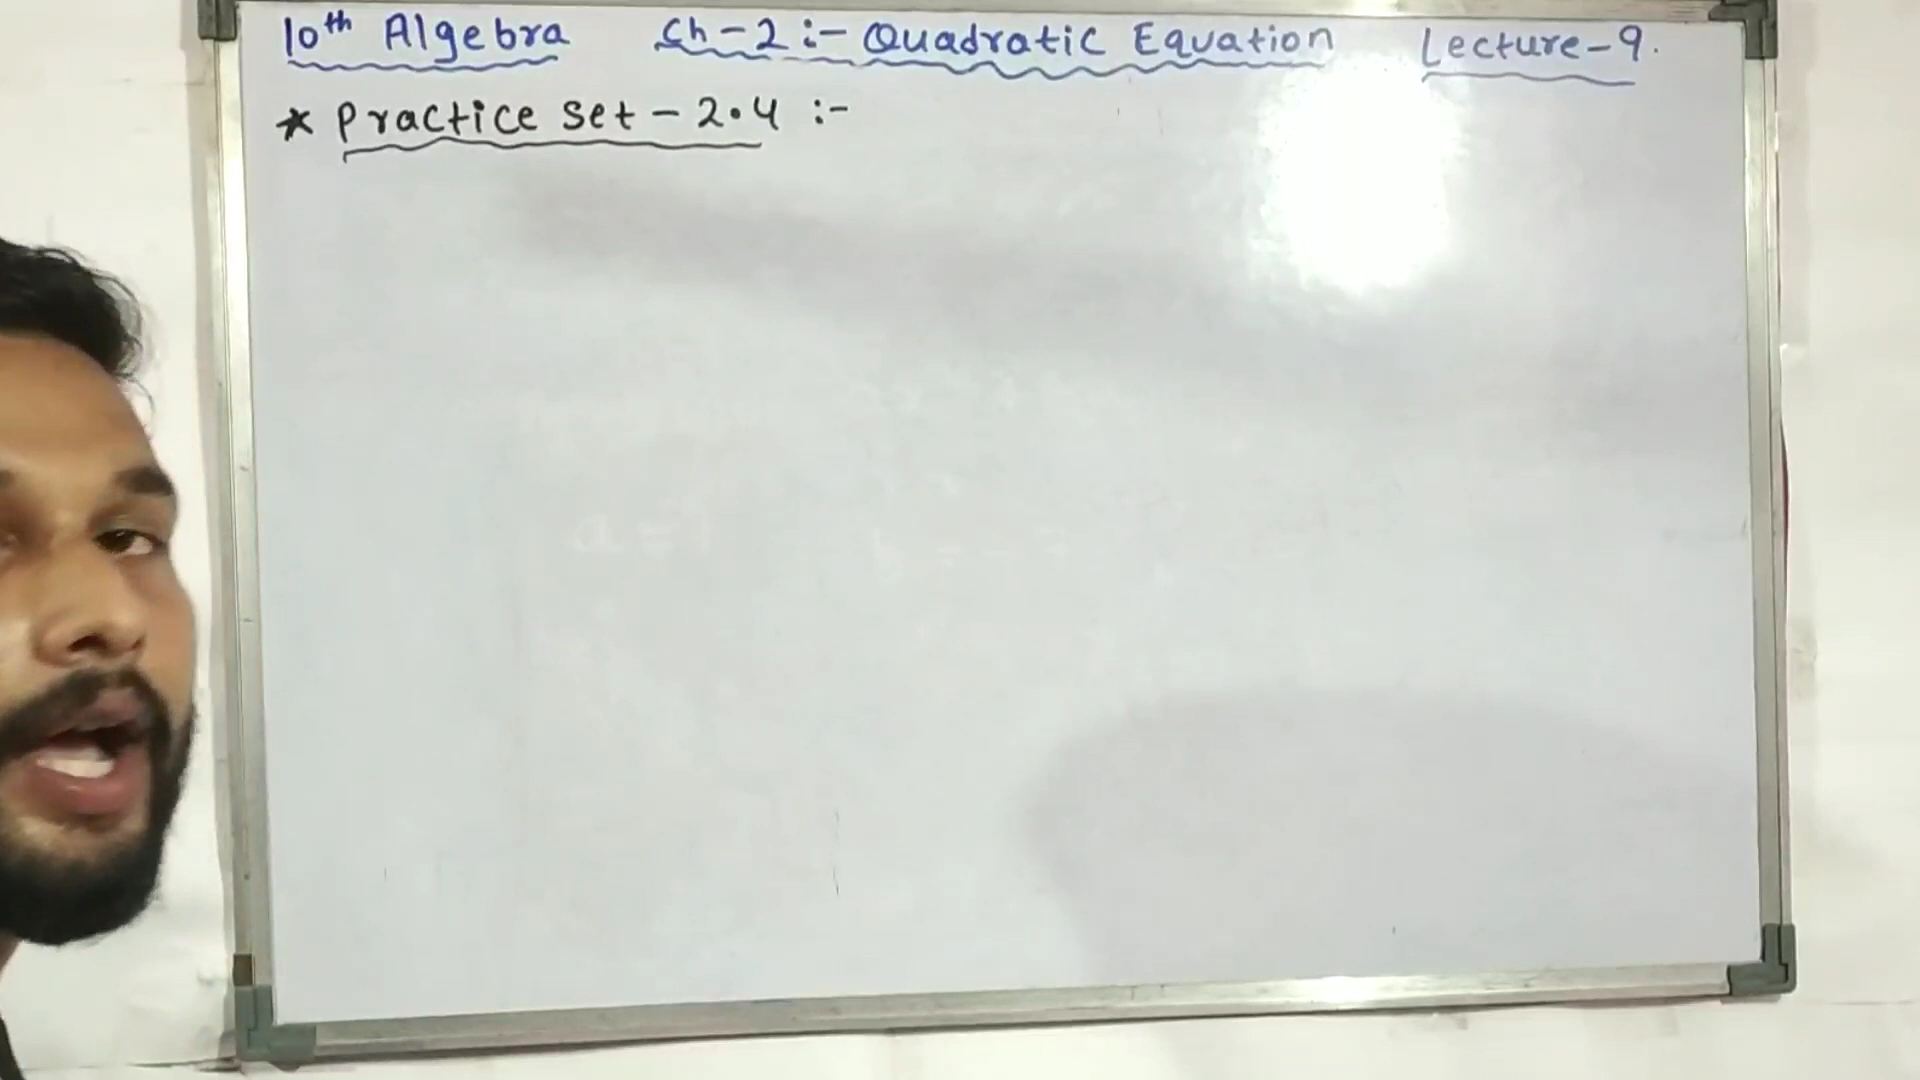 10th Algebra Ch-2 :- Quadratic Equation Lecture-9.
* Practice set - 2.4 :-